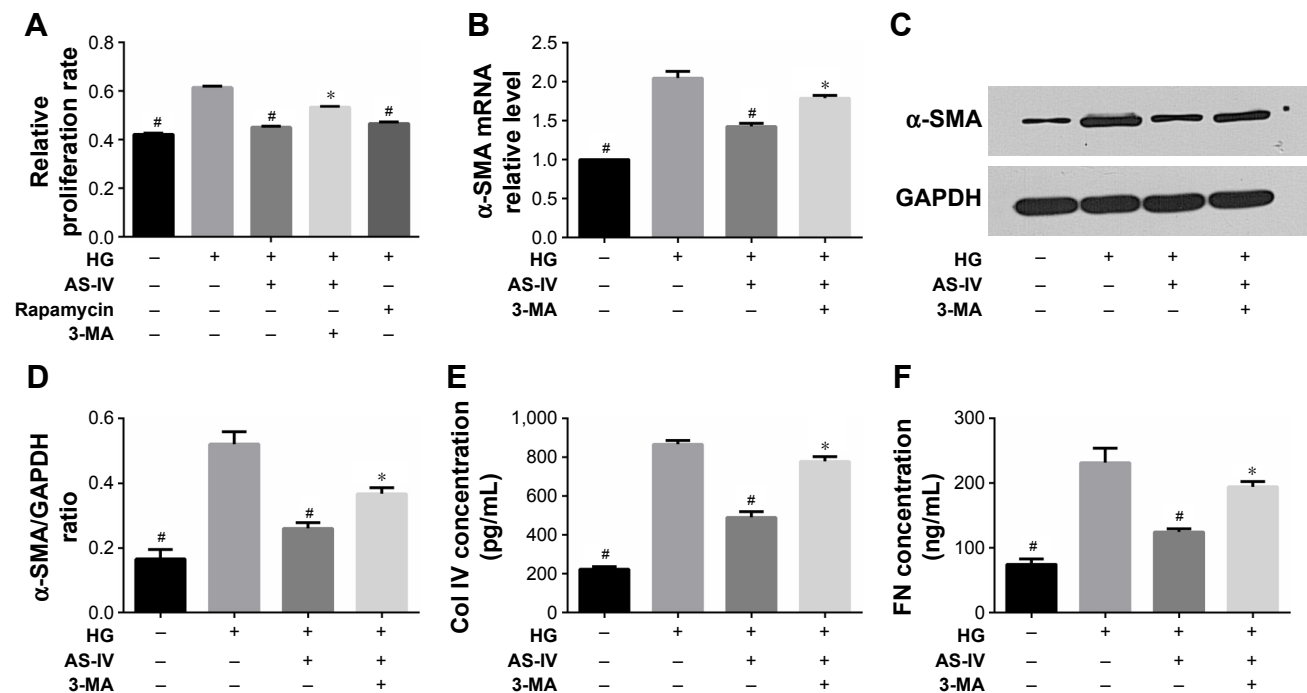 A
Relative
proliferation rate
0.8
0.6
0.4
0.2
0.0
#
#
*
#
HG – + + + +
AS-IV – – + + –
Rapamycin – – – – +
3-MA – – – + –
B
α-SMA mRNA
relative level
2.5
2.0
1.5
1.0
0.5
0.0
#
#
*
HG – + + +
AS-IV – – + +
3-MA – – – +
C
α-SMA
GAPDH
HG – + + +
AS-IV – – + +
3-MA – – – +
D
α-SMA/GAPDH
ratio
0.6
0.4
0.2
0.0
#
#
*
HG – + + +
AS-IV – – + +
3-MA – – – +
E
Col IV concentration
(pg/mL)
1,000
800
600
400
200
0
#
#
*
HG – + + +
AS-IV – – + +
3-MA – – – +
F
FN concentration
(ng/mL)
300
200
100
0
#
#
*
HG – + + +
AS-IV – – + +
3-MA – – – +